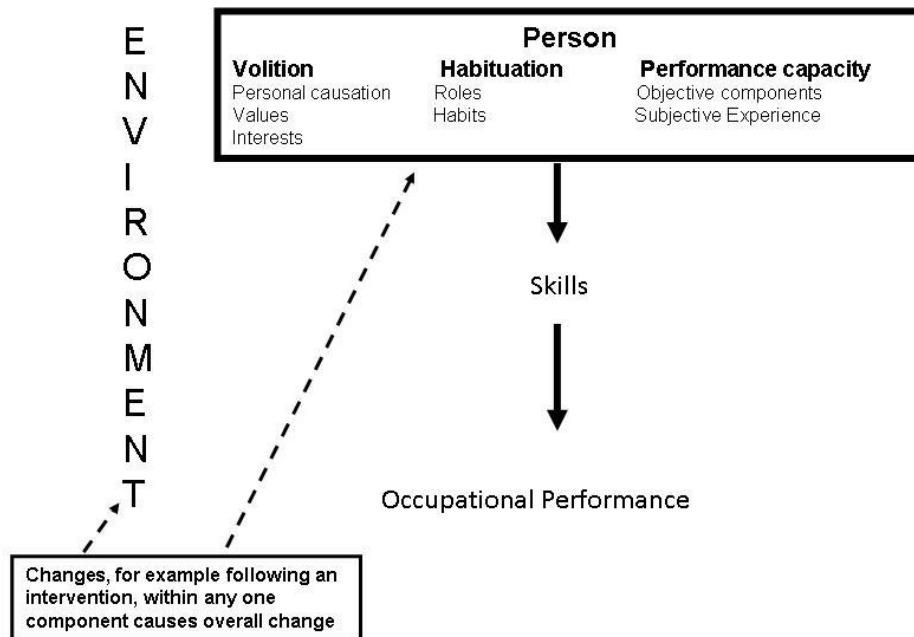 ENVIRONMENT
Person
Volition
Personal causation
Values
Interests
Habituation
Roles
Habits
Performance capacity
Objective components
Subjective Experience
Skills
Occupational Performance
Changes, for example following an
intervention, within any one
component causes overall change